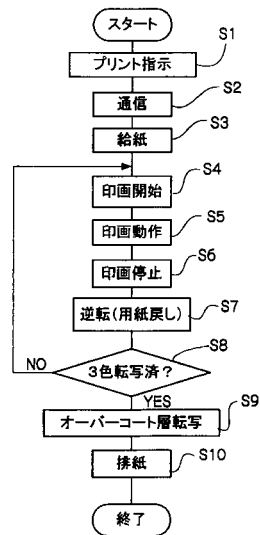 スタート
プリント指示 S1
通信 S2
給紙 S3
印画開始 S4
印画動作 S5
印画停止 S6
逆転(用紙戻し) S7
3色転写済? S8
NO
YES
オーバーコート層転写 S9
排紙 S10
終了